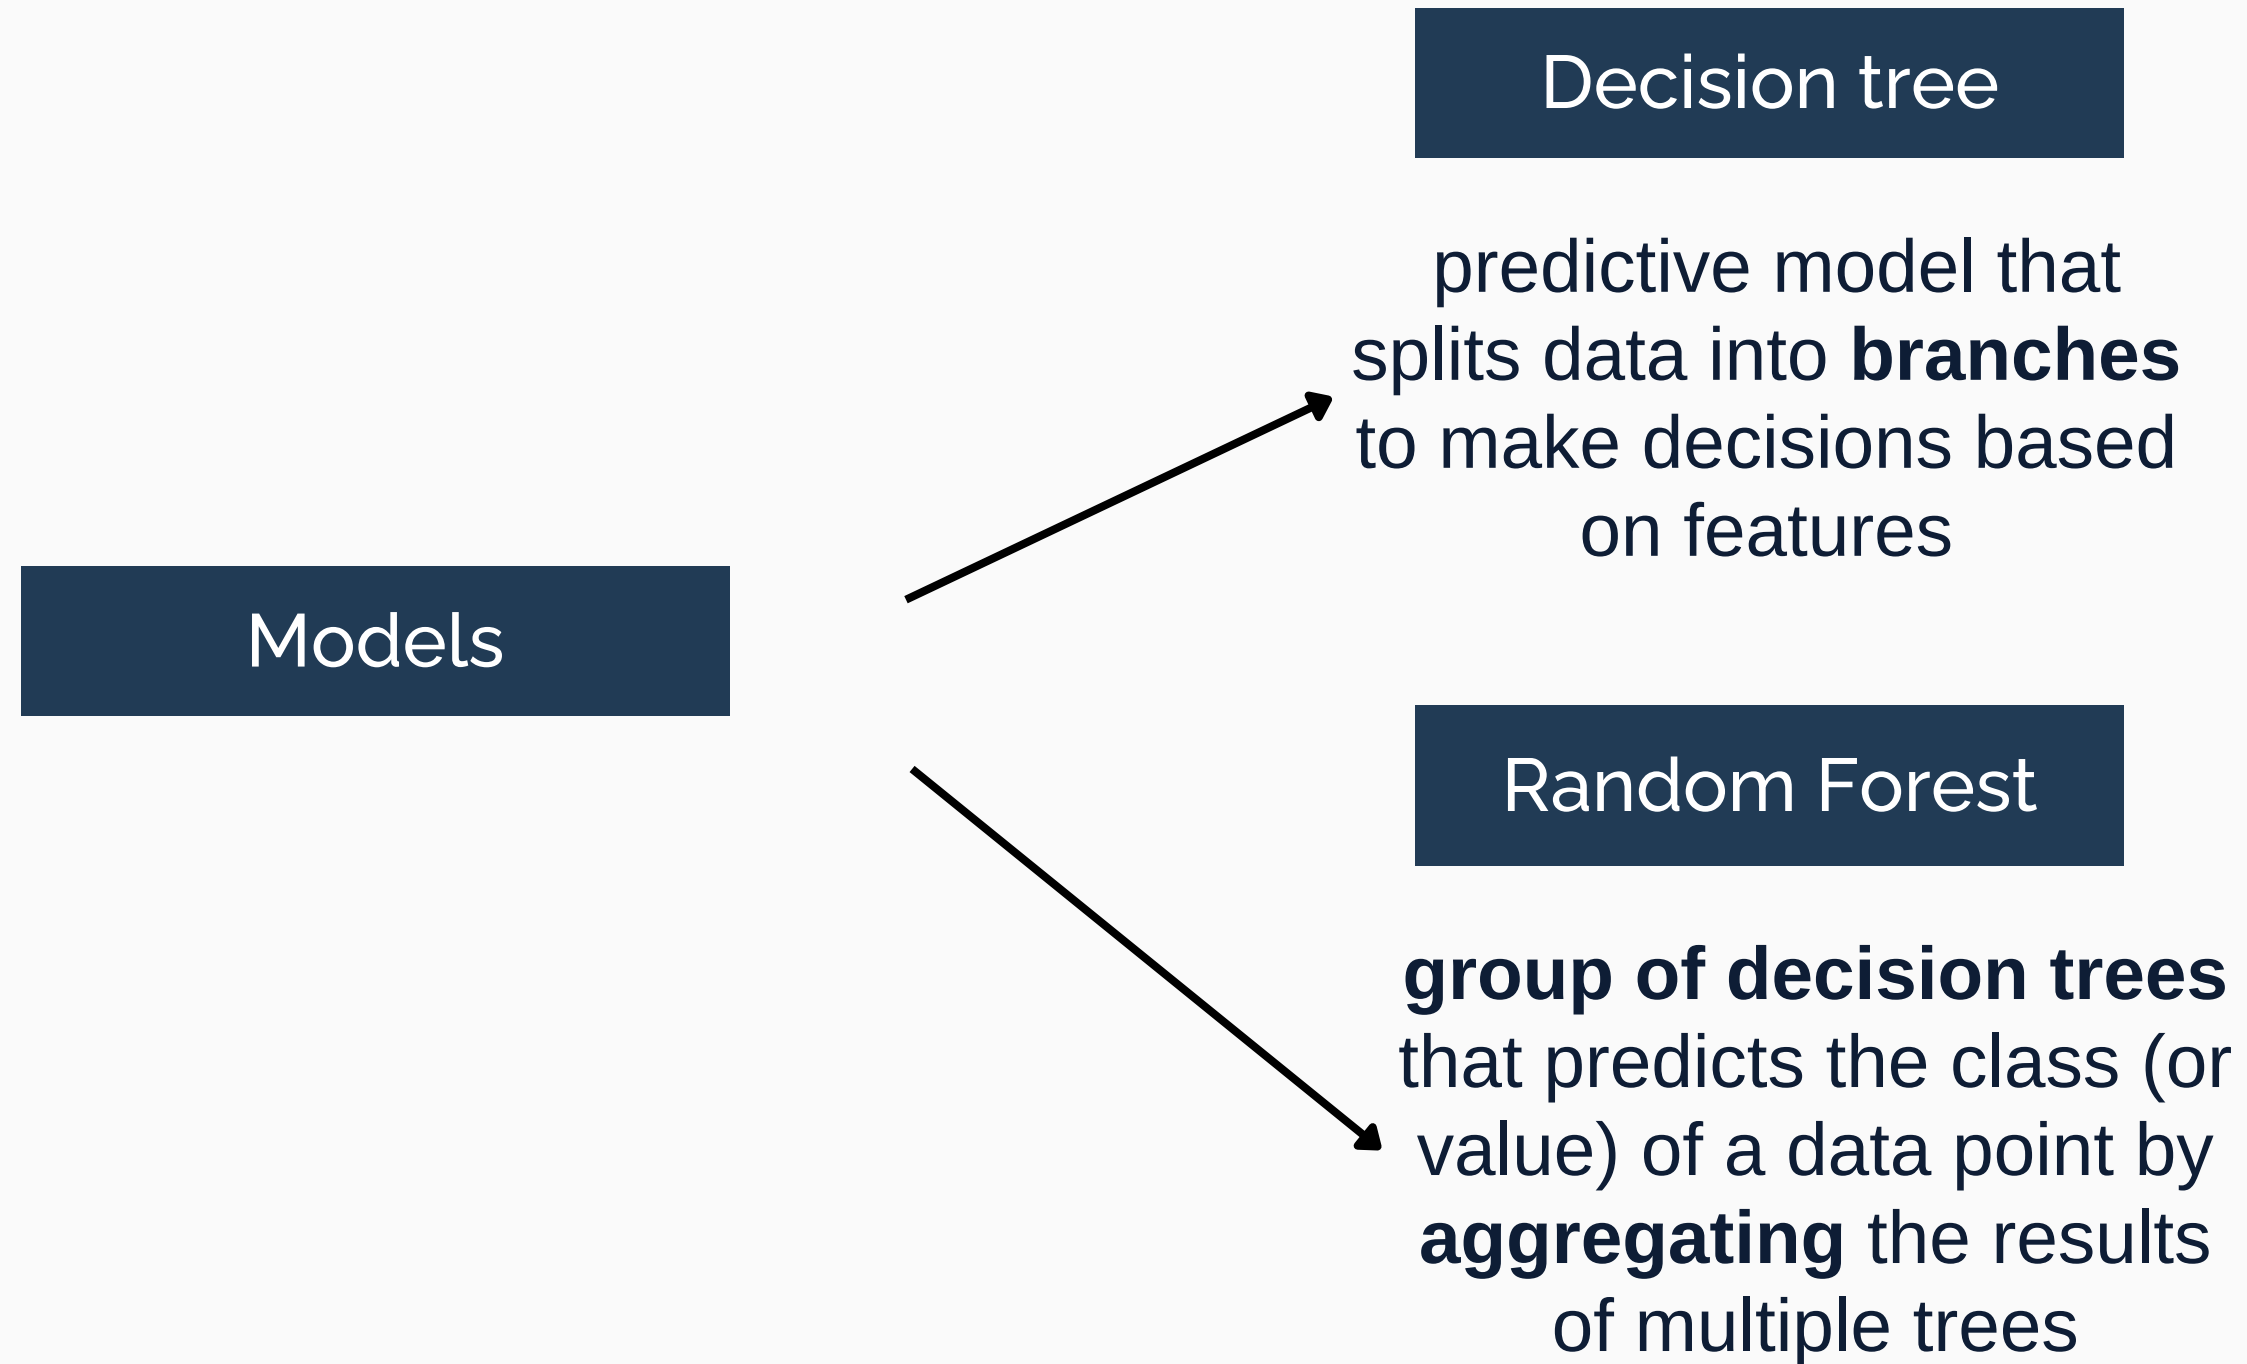 Decision tree
predictive model that
splits data into branches
to make decisions based
on features
Models
Random Forest
group of decision trees
that predicts the class (or
value) of a data point by
aggregating the results
of multiple trees